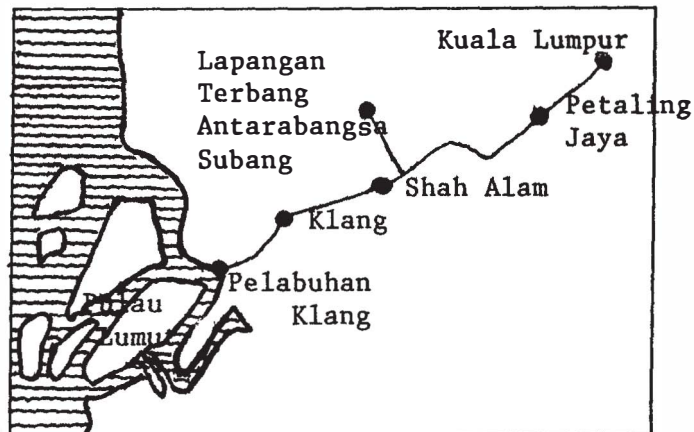 Kuala Lumpur
Lapangan
Terbang
Antarabangsa
Subang
Petaling
Jaya
Shah Alam
Klang
Pelabuhan
Klang
Pulau
Lumut